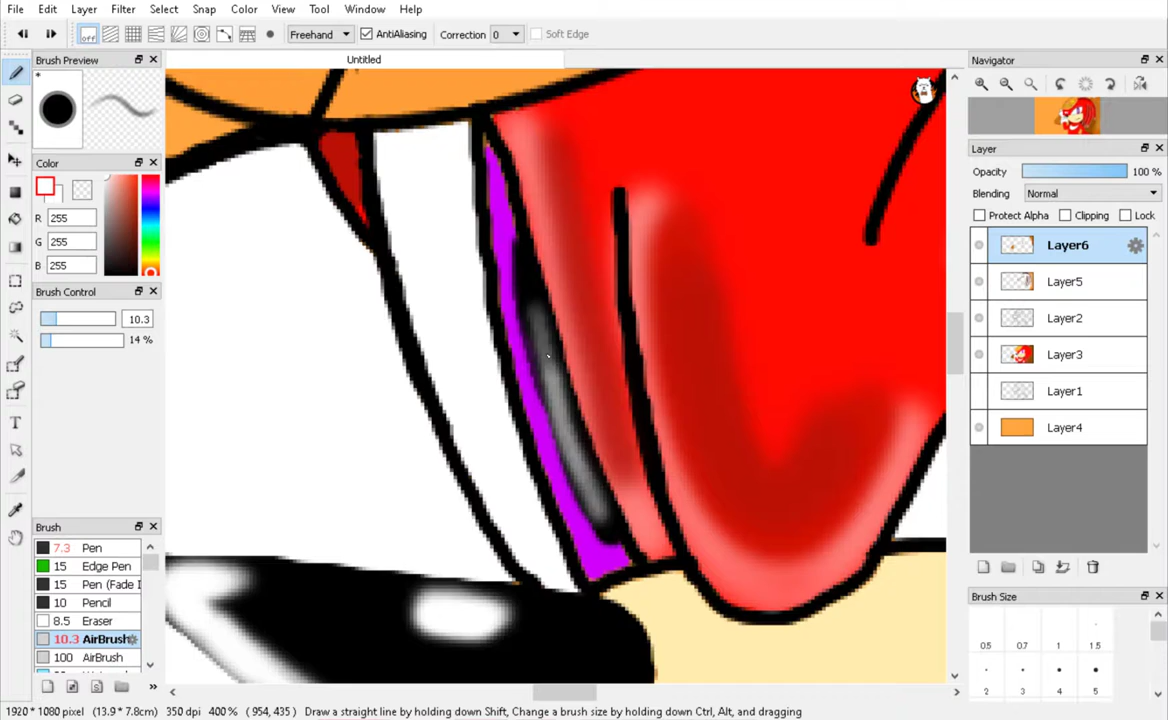 File Edit Layer Filter Select Snap Color View Tool Window Help
off Freehand AntiAliasing Correction 0 Soft Edge
Brush Preview
Untitled
Navigator
*
Color
R 255
G 255
B 255
Brush Control
10.3
14 %
Brush
7.3 Pen
15 Edge Pen
15 Pen (Fade I
10 Pencil
8.5 Eraser
10.3 AirBrush
100 AirBrush
Layer
Opacity 100 %
Blending Normal
Protect Alpha Clipping Lock
Layer6
Layer5
Layer2
Layer3
Layer1
Layer4
Brush Size
0.5 0.7 1 1.5
2 3 4 5
T
1920 * 1080 pixel (13.9 * 7.8cm) 350 dpi 400 % ( 954, 435 ) Draw a straight line by holding down Shift, Change a brush size by holding down Ctrl, Alt, and dragging